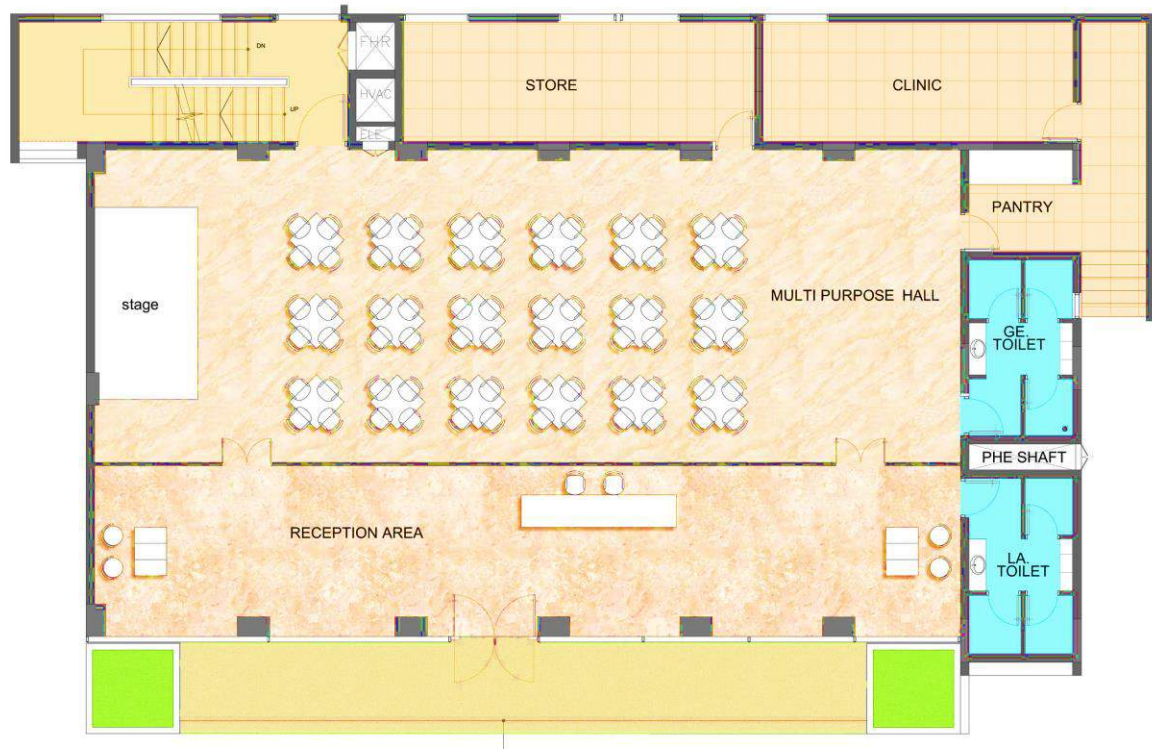 DN
UP
FHR
HVAC
ELE
STORE
CLINIC
PANTRY
stage
MULTI PURPOSE HALL
GE.
TOILET
PHE SHAFT
RECEPTION AREA
LA.
TOILET